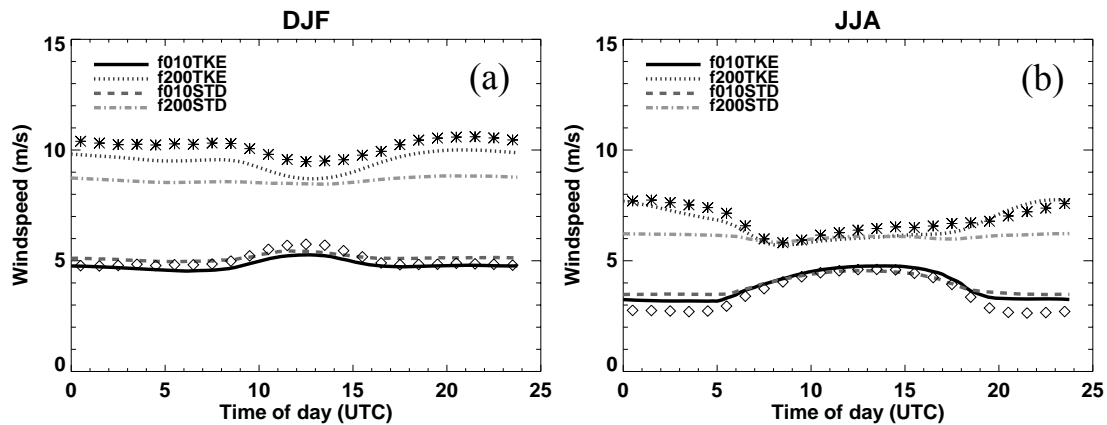 DJF
15
10
5
0
Windspeed (m/s)
f010TKE
f200TKE
f010STD
f200STD
(a)
0 5 10 15 20 25
Time of day (UTC)
JJA
15
10
5
0
Windspeed (m/s)
f010TKE
f200TKE
f010STD
f200STD
(b)
0 5 10 15 20 25
Time of day (UTC)